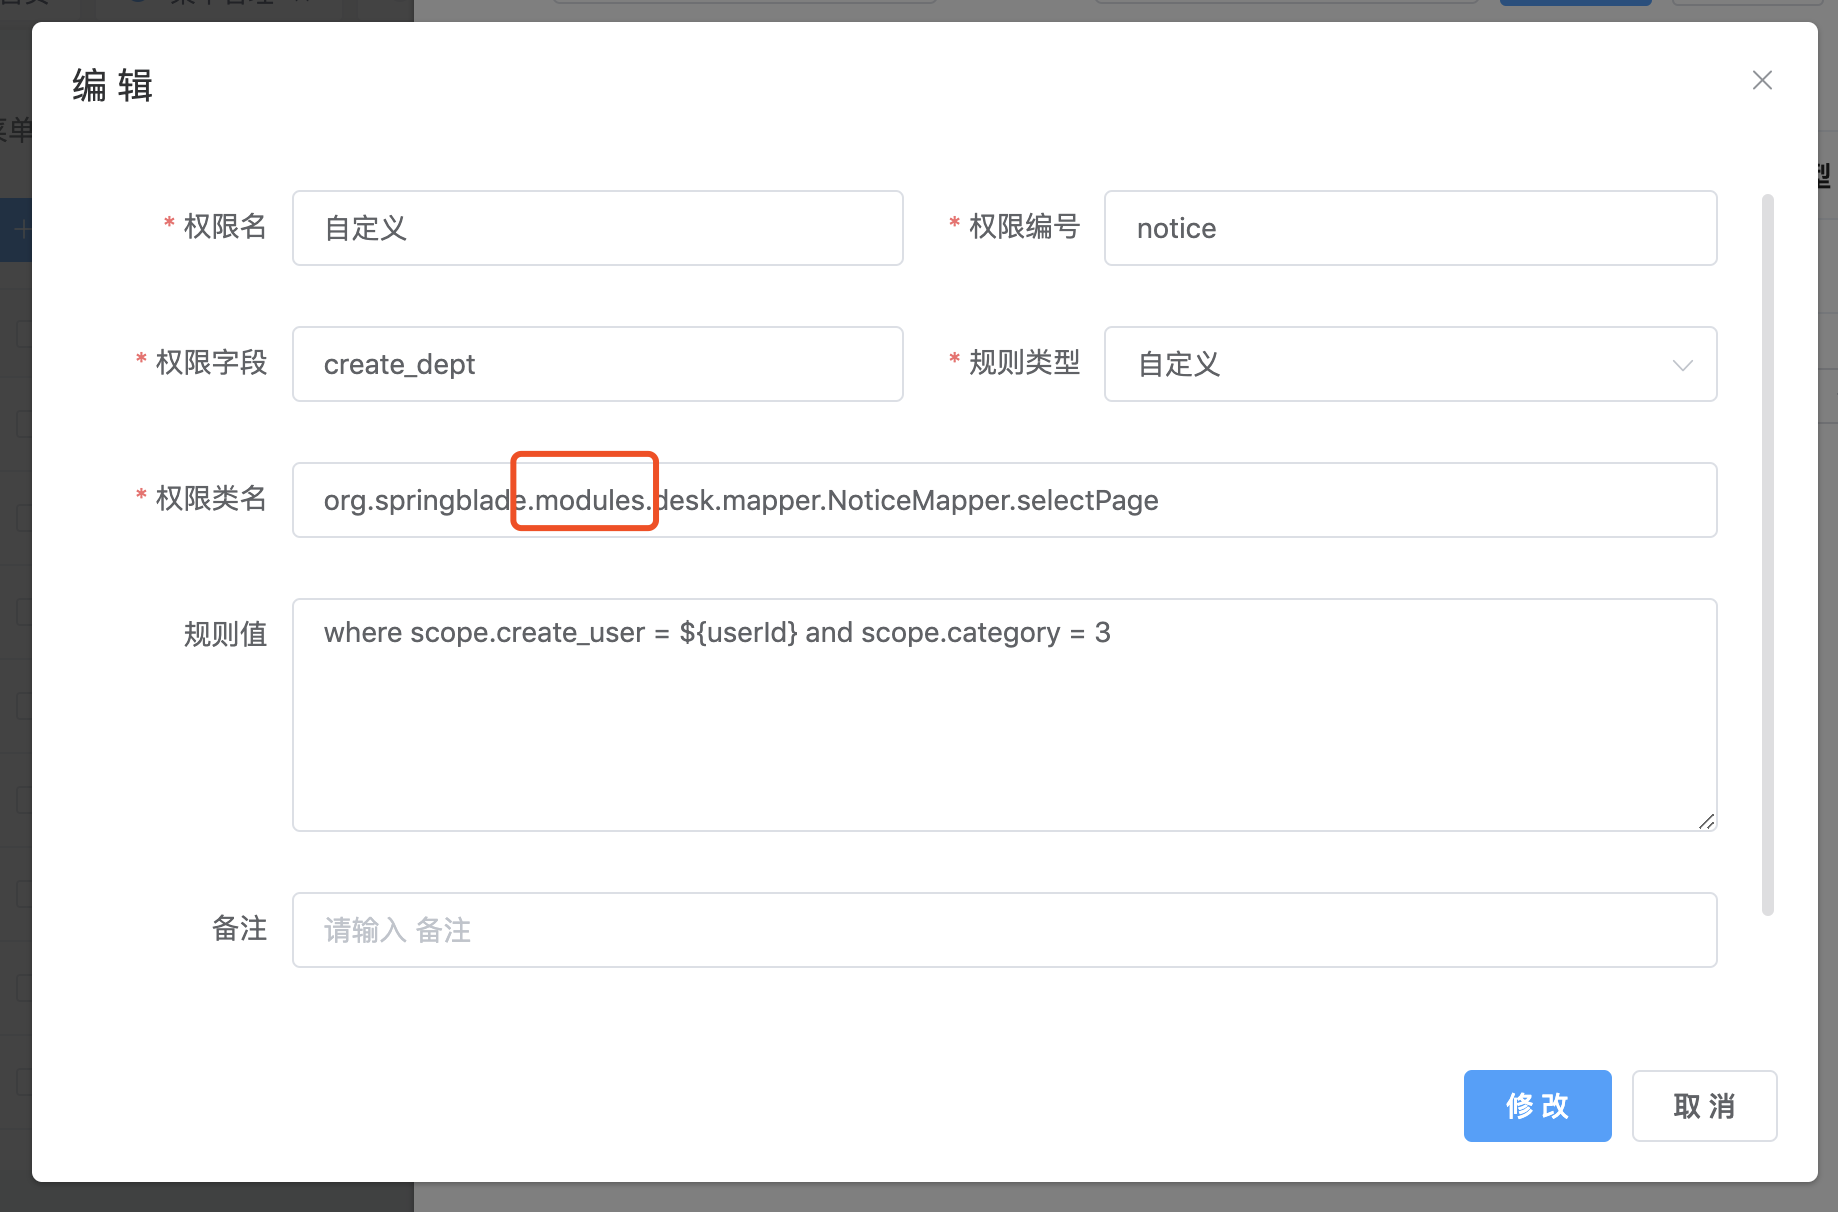 编 辑
* 权限名 自定义 * 权限编号 notice
* 权限字段 create_dept * 规则类型 自定义
* 权限类名 org.springblade.modules.desk.mapper.NoticeMapper.selectPage
规则值 where scope.create_user = ${userId} and scope.category = 3
备注 请输入 备注
修 改 取 消